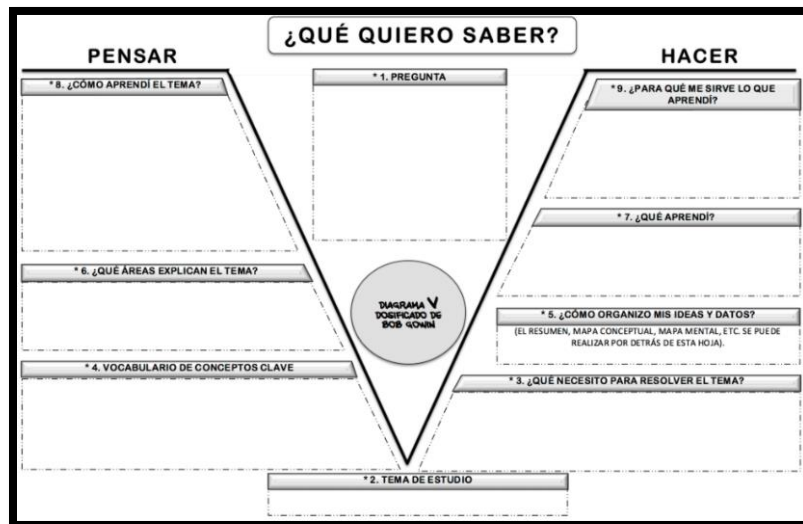 ¿QUÉ QUIERO SABER?
PENSAR
HACER
* 8. ¿CÓMO APRENDÍ EL TEMA?
* 1. PREGUNTA
* 9. ¿PARA QUÉ ME SIRVE LO QUE
APRENDÍ?
* 7. ¿QUÉ APRENDÍ?
* 6. ¿QUÉ ÁREAS EXPLICAN EL TEMA?
DIAGRAMA V
DOSIFICADO DE
BOB GOWIN
* 5. ¿CÓMO ORGANIZO MIS IDEAS Y DATOS?
(EL RESUMEN, MAPA CONCEPTUAL, MAPA MENTAL, ETC. SE PUEDE
REALIZAR POR DETRÁS DE ESTA HOJA).
* 4. VOCABULARIO DE CONCEPTOS CLAVE
* 3. ¿QUÉ NECESITO PARA RESOLVER EL TEMA?
* 2. TEMA DE ESTUDIO